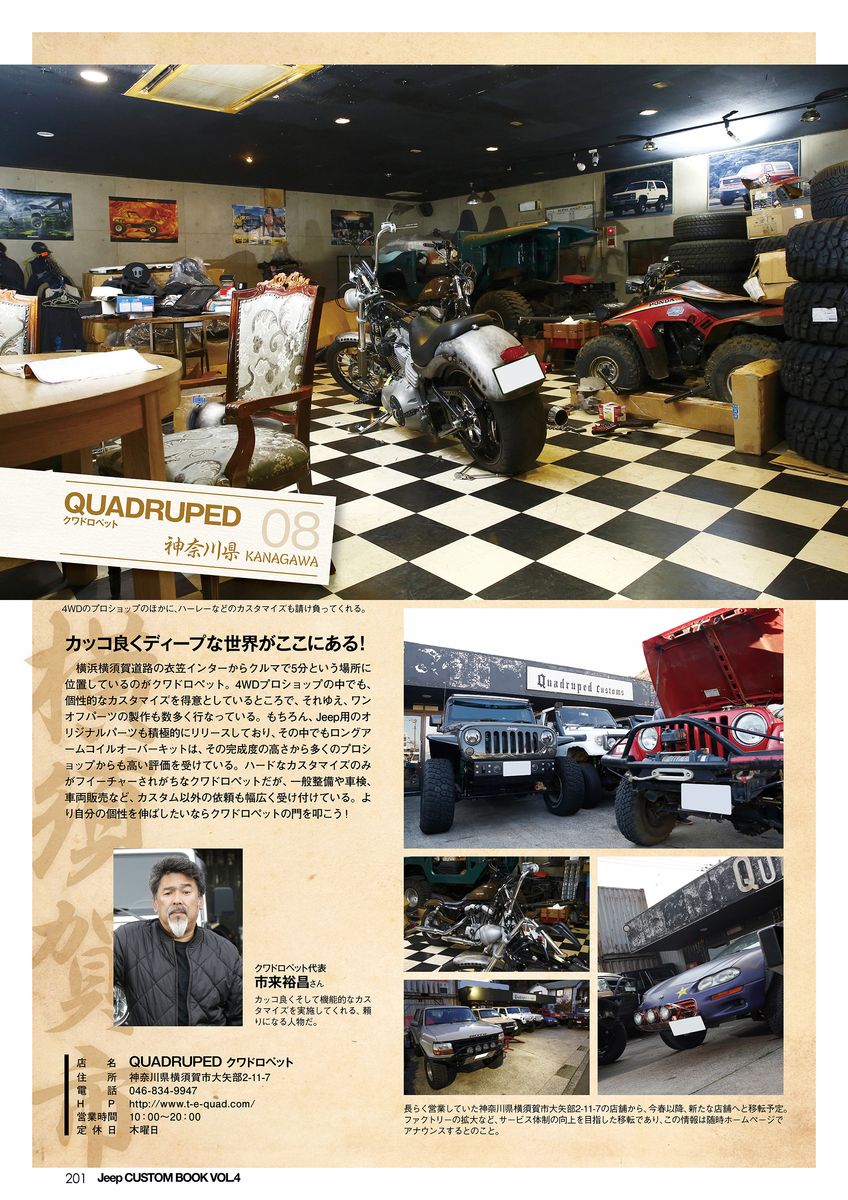 HONDA
QUADRUPED
クワドロペット
08
神奈川県 KANAGAWA
4WDのプロショップのほかに、ハーレーなどのカスタマイズも請け負ってくれる。
カッコ良くディープな世界がここにある!
横浜横須賀道路の衣笠インターからクルマで5分という場所に
位置しているのがクワドロペット。4WDプロショップの中でも、
個性的なカスタマイズを得意としているところで、それゆえ、ワン
オフパーツの製作も数多く行なっている。もちろん、Jeep用のオ
リジナルパーツも積極的にリリースしており、その中でもロングア
ームコイルオーバーキットは、その完成度の高さから多くのプロシ
ョップからも高い評価を受けている。ハードなカスタマイズのみ
がフイーチャーされがちなクワドロペットだが、一般整備や車検、
車両販売など、カスタム以外の依頼も幅広く受け付けている。よ
り自分の個性を伸ばしたいならクワドロペットの門を叩こう!
横須賀市
Quadruped Customs
Jeep
QU
クワドロペット代表
市来裕昌さん
カッコ良くそして機能的なカス
タマイズを実施してくれる、頼
りになる人物だ。
店名 QUADRUPED クワドロペット
住所 神奈川県横須賀市大矢部2-11-7
電話 046-834-9947
HP http://www.t-e-quad.com/
営業時間 10:00~20:00
定休日 木曜日
長らく営業していた神奈川県横須賀市大矢部2-11-7の店舗から、今春以降、新たな店舗へと移転予定。
ファクトリーの拡大など、サービス体制の向上を目指した移転であり、この情報は随時ホームページで
アナウンスするとのこと。
201 Jeep CUSTOM BOOK VOL.4